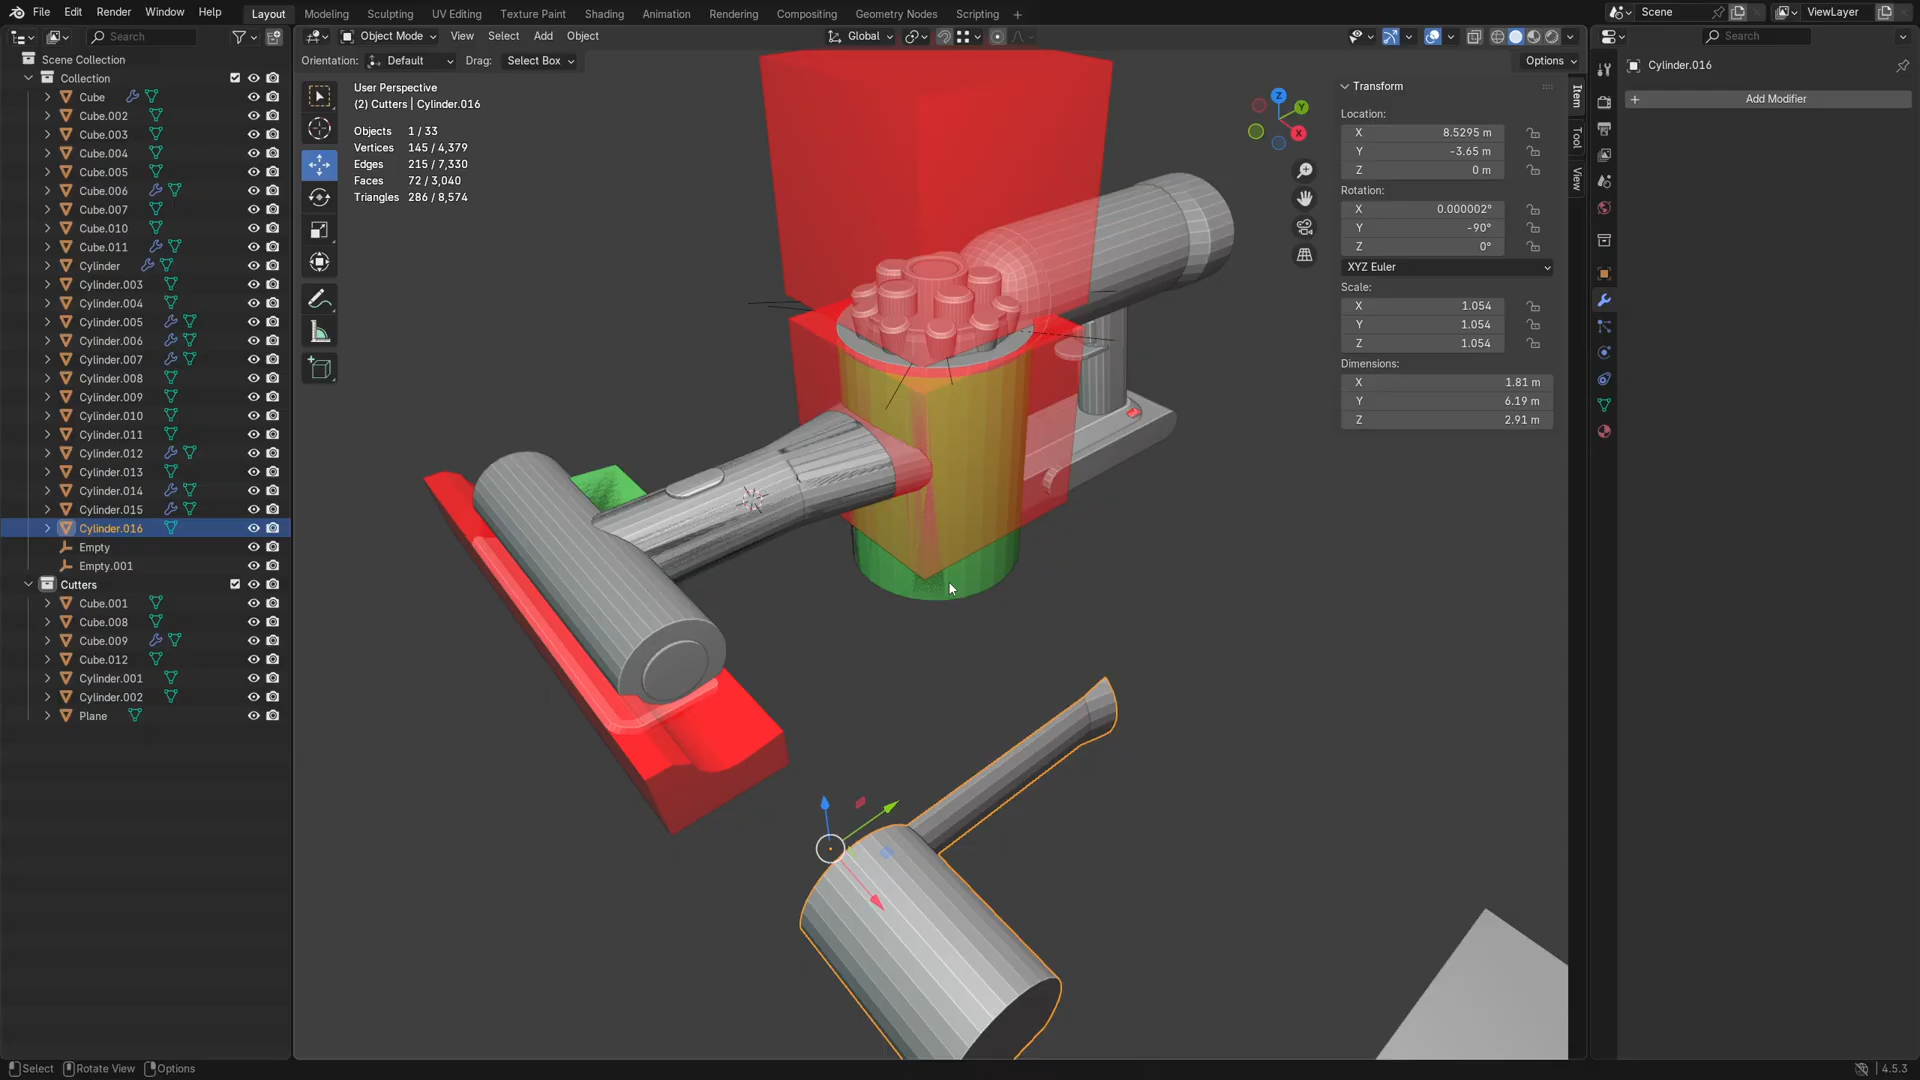 File Edit Render Window Help Layout Modeling Sculpting UV Editing Texture Paint Shading Animation Rendering Compositing Geometry Nodes Scripting + Scene ViewLayer
Search Object Mode View Select Add Object Global Search
Scene Collection Orientation: Default Drag: Select Box Options Cylinder.016
Collection
Cube
Cube.002
Cube.003
Cube.004
Cube.005
Cube.006
Cube.007
Cube.010
Cube.011
Cylinder
Cylinder.003
Cylinder.004
Cylinder.005
Cylinder.006
Cylinder.007
Cylinder.008
Cylinder.009
Cylinder.010
Cylinder.011
Cylinder.012
Cylinder.013
Cylinder.014
Cylinder.015
Cylinder.016
Empty
Empty.001
Cutters
Cube.001
Cube.008
Cube.009
Cube.012
Cylinder.001
Cylinder.002
Plane
User Perspective
(2) Cutters | Cylinder.016
Objects 1 / 33
Vertices 145 / 4,379
Edges 215 / 7,330
Faces 72 / 3,040
Triangles 286 / 8,574
Z
Y
X
Transform
Location:
X 8.5295 m
Y -3.65 m
Z 0 m
Rotation:
X 0.000002°
Y -90°
Z 0°
XYZ Euler
Scale:
X 1.054
Y 1.054
Z 1.054
Dimensions:
X 1.81 m
Y 6.19 m
Z 2.91 m
Item
Tool
View
+ Add Modifier
Select Rotate View Options 4.5.3